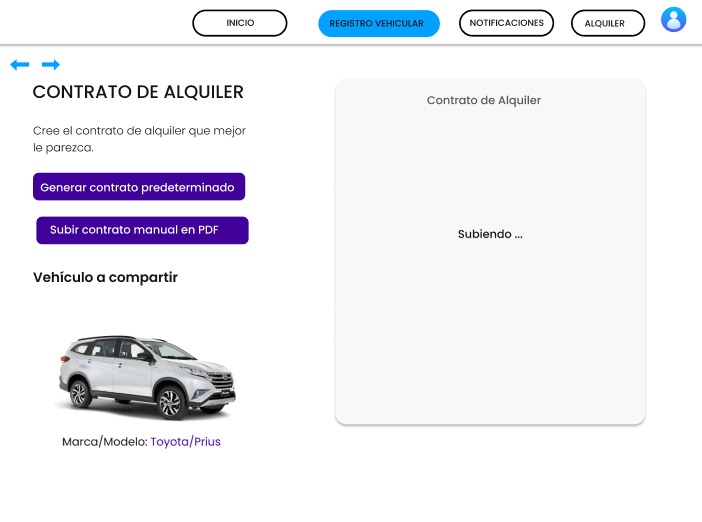 INICIO
REGISTRO VEHICULAR
NOTIFICACIONES
ALQUILER
CONTRATO DE ALQUILER
Cree el contrato de alquiler que mejor
le parezca.
Generar contrato predeterminado
Subir contrato manual en PDF
Vehículo a compartir
Marca/Modelo: Toyota/Prius
Contrato de Alquiler
Subiendo ...